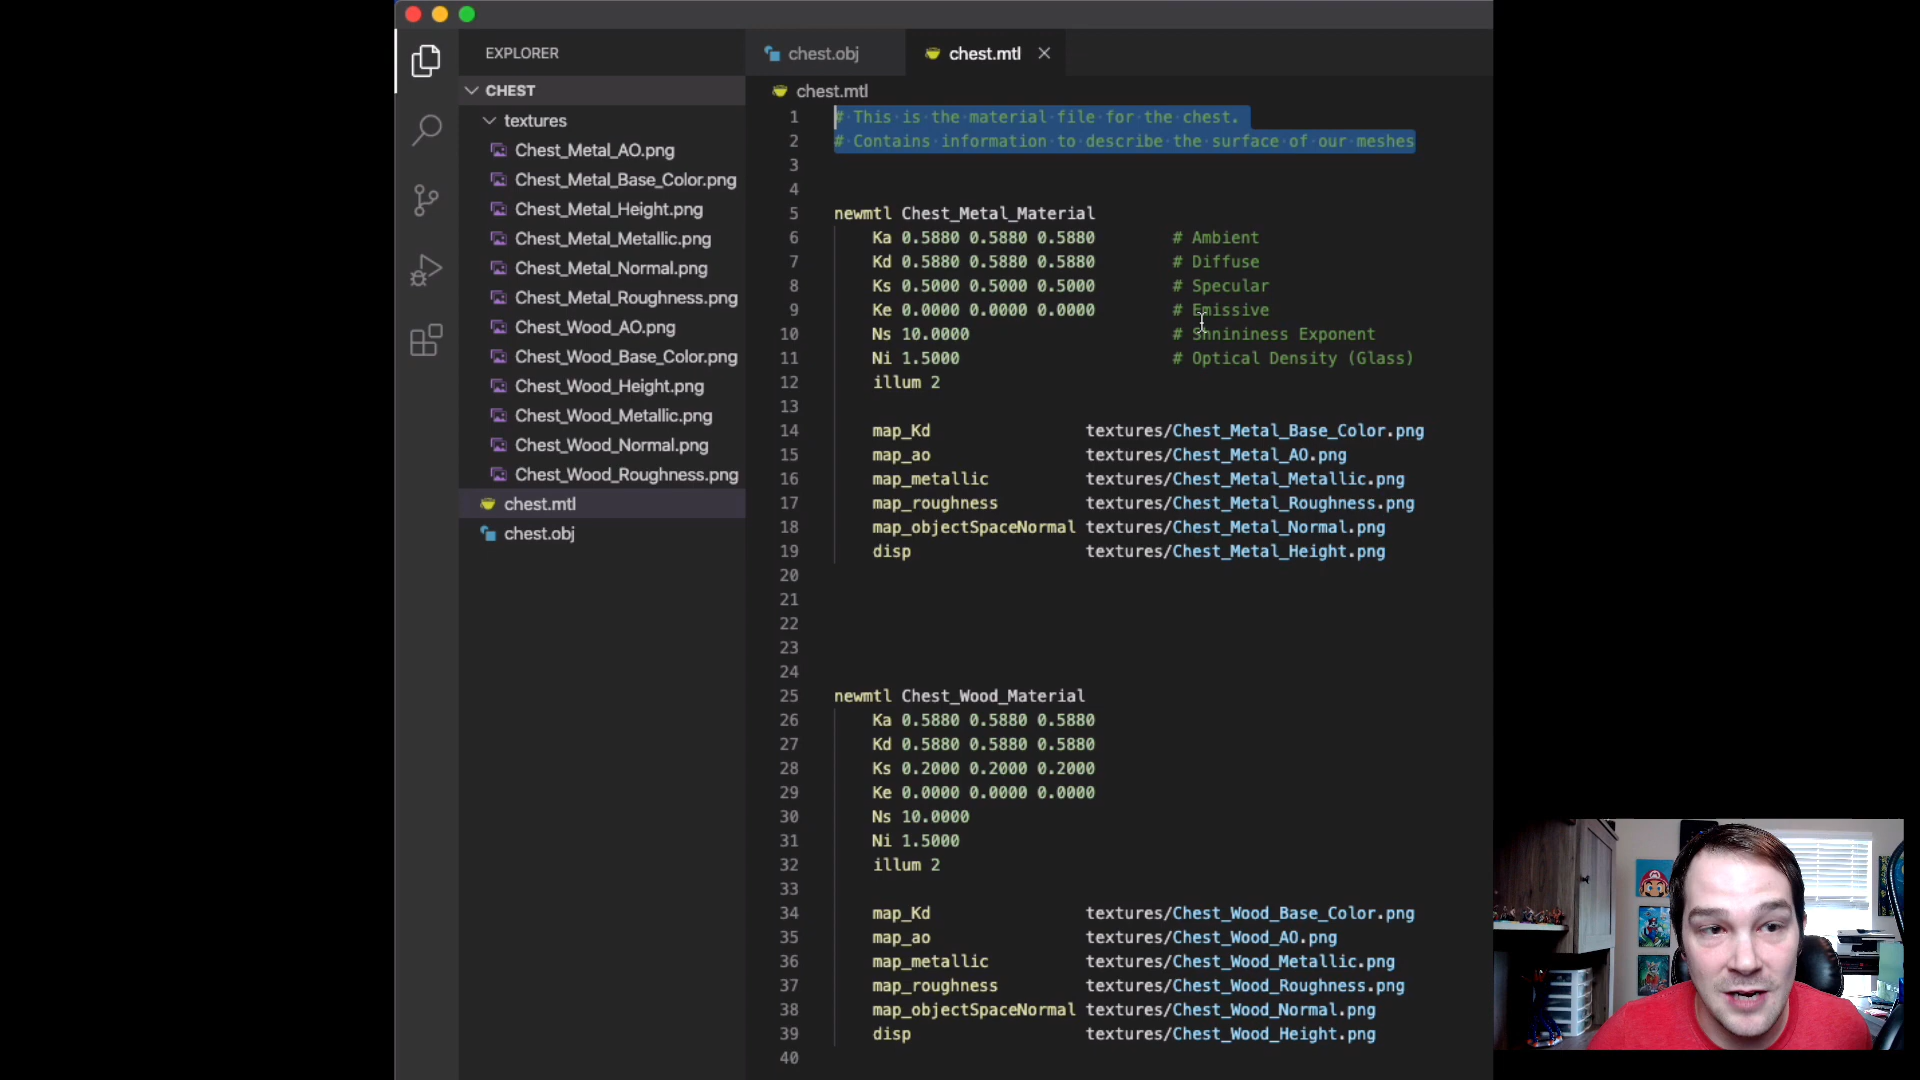 EXPLORER
CHEST
textures
Chest_Metal_AO.png
Chest_Metal_Base_Color.png
Chest_Metal_Height.png
Chest_Metal_Metallic.png
Chest_Metal_Normal.png
Chest_Metal_Roughness.png
Chest_Wood_AO.png
Chest_Wood_Base_Color.png
Chest_Wood_Height.png
Chest_Wood_Metallic.png
Chest_Wood_Normal.png
Chest_Wood_Roughness.png
chest.mtl
chest.obj
chest.obj chest.mtl
chest.mtl
1 # This is the material file for the chest.
2 # Contains information to describe the surface of our meshes
3
4
5 newmtl Chest_Metal_Material
6 Ka 0.5880 0.5880 0.5880 # Ambient
7 Kd 0.5880 0.5880 0.5880 # Diffuse
8 Ks 0.5000 0.5000 0.5000 # Specular
9 Ke 0.0000 0.0000 0.0000 # Emissive
10 Ns 10.0000 # Shnininess Exponent
11 Ni 1.5000 # Optical Density (Glass)
12 illum 2
13
14 map_Kd textures/Chest_Metal_Base_Color.png
15 map_ao textures/Chest_Metal_AO.png
16 map_metallic textures/Chest_Metal_Metallic.png
17 map_roughness textures/Chest_Metal_Roughness.png
18 map_objectSpaceNormal textures/Chest_Metal_Normal.png
19 disp textures/Chest_Metal_Height.png
20
21
22
23
24
25 newmtl Chest_Wood_Material
26 Ka 0.5880 0.5880 0.5880
27 Kd 0.5880 0.5880 0.5880
28 Ks 0.2000 0.2000 0.2000
29 Ke 0.0000 0.0000 0.0000
30 Ns 10.0000
31 Ni 1.5000
32 illum 2
33
34 map_Kd textures/Chest_Wood_Base_Color.png
35 map_ao textures/Chest_Wood_AO.png
36 map_metallic textures/Chest_Wood_Metallic.png
37 map_roughness textures/Chest_Wood_Roughness.png
38 map_objectSpaceNormal textures/Chest_Wood_Normal.png
39 disp textures/Chest_Wood_Height.png
40